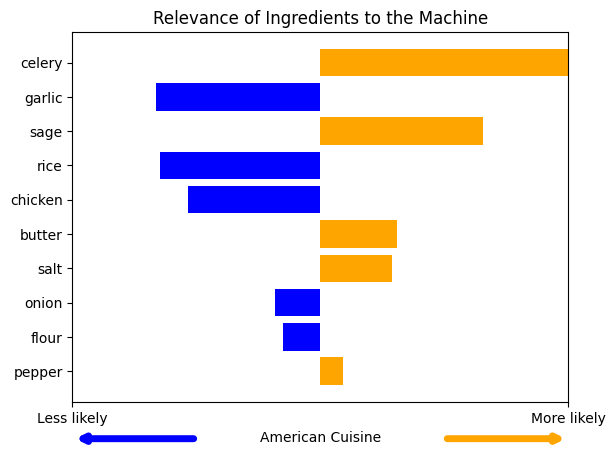 Relevance of Ingredients to the Machine
celery
garlic
sage
rice
chicken
butter
salt
onion
flour
pepper
Less likely
More likely
American Cuisine